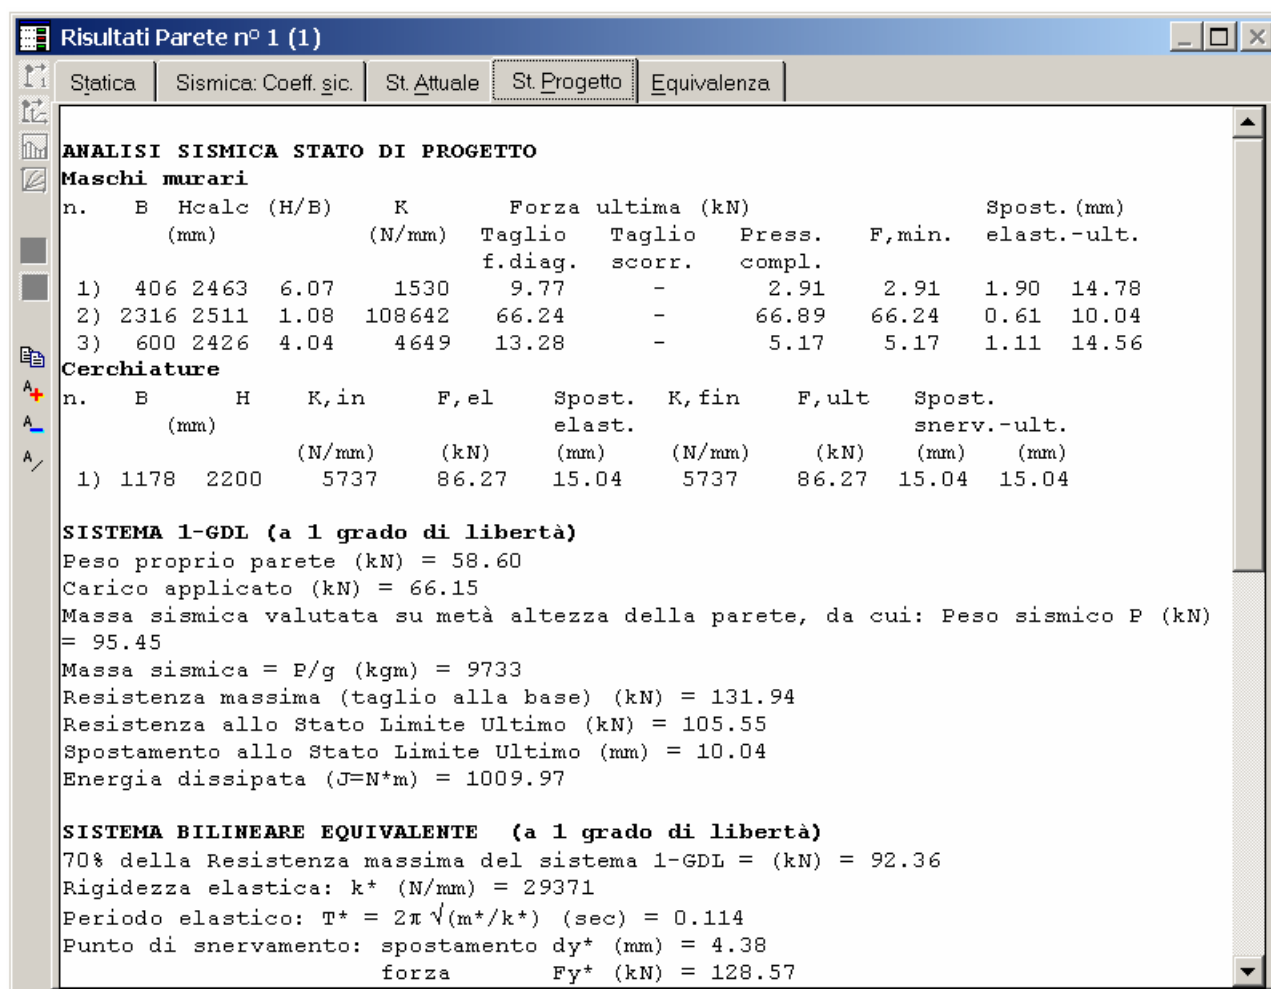 Risultati Parete nº 1 (1)
Statica Sismica: Coeff. sic. St. Attuale St. Progetto Equivalenza
ANALISI SISMICA STATO DI PROGETTO
Maschi murari
n. B Hcalc (H/B) K Forza ultima (kN) Spost.(mm)
(mm) (N/mm) Taglio Taglio Press. F,min. elast.-ult.
f.diag. scorr. compl.
1) 406 2463 6.07 1530 9.77 - 2.91 2.91 1.90 14.78
2) 2316 2511 1.08 108642 66.24 - 66.89 66.24 0.61 10.04
3) 600 2426 4.04 4649 13.28 - 5.17 5.17 1.11 14.56
Cerchiature
n. B H K,in F,el Spost. K,fin F,ult Spost.
(mm) elast. snerv.-ult.
(N/mm) (kN) (mm) (N/mm) (kN) (mm) (mm)
1) 1178 2200 5737 86.27 15.04 5737 86.27 15.04 15.04
SISTEMA 1-GDL (a 1 grado di libertà)
Peso proprio parete (kN) = 58.60
Carico applicato (kN) = 66.15
Massa sismica valutata su metà altezza della parete, da cui: Peso sismico P (kN)
= 95.45
Massa sismica = P/g (kgm) = 9733
Resistenza massima (taglio alla base) (kN) = 131.94
Resistenza allo Stato Limite Ultimo (kN) = 105.55
Spostamento allo Stato Limite Ultimo (mm) = 10.04
Energia dissipata (J=N*m) = 1009.97
SISTEMA BILINEARE EQUIVALENTE (a 1 grado di libertà)
70% della Resistenza massima del sistema 1-GDL = (kN) = 92.36
Rigidezza elastica: k* (N/mm) = 29371
Periodo elastico: T* = 2π √(m*/k*) (sec) = 0.114
Punto di snervamento: spostamento dy* (mm) = 4.38
forza Fy* (kN) = 128.57